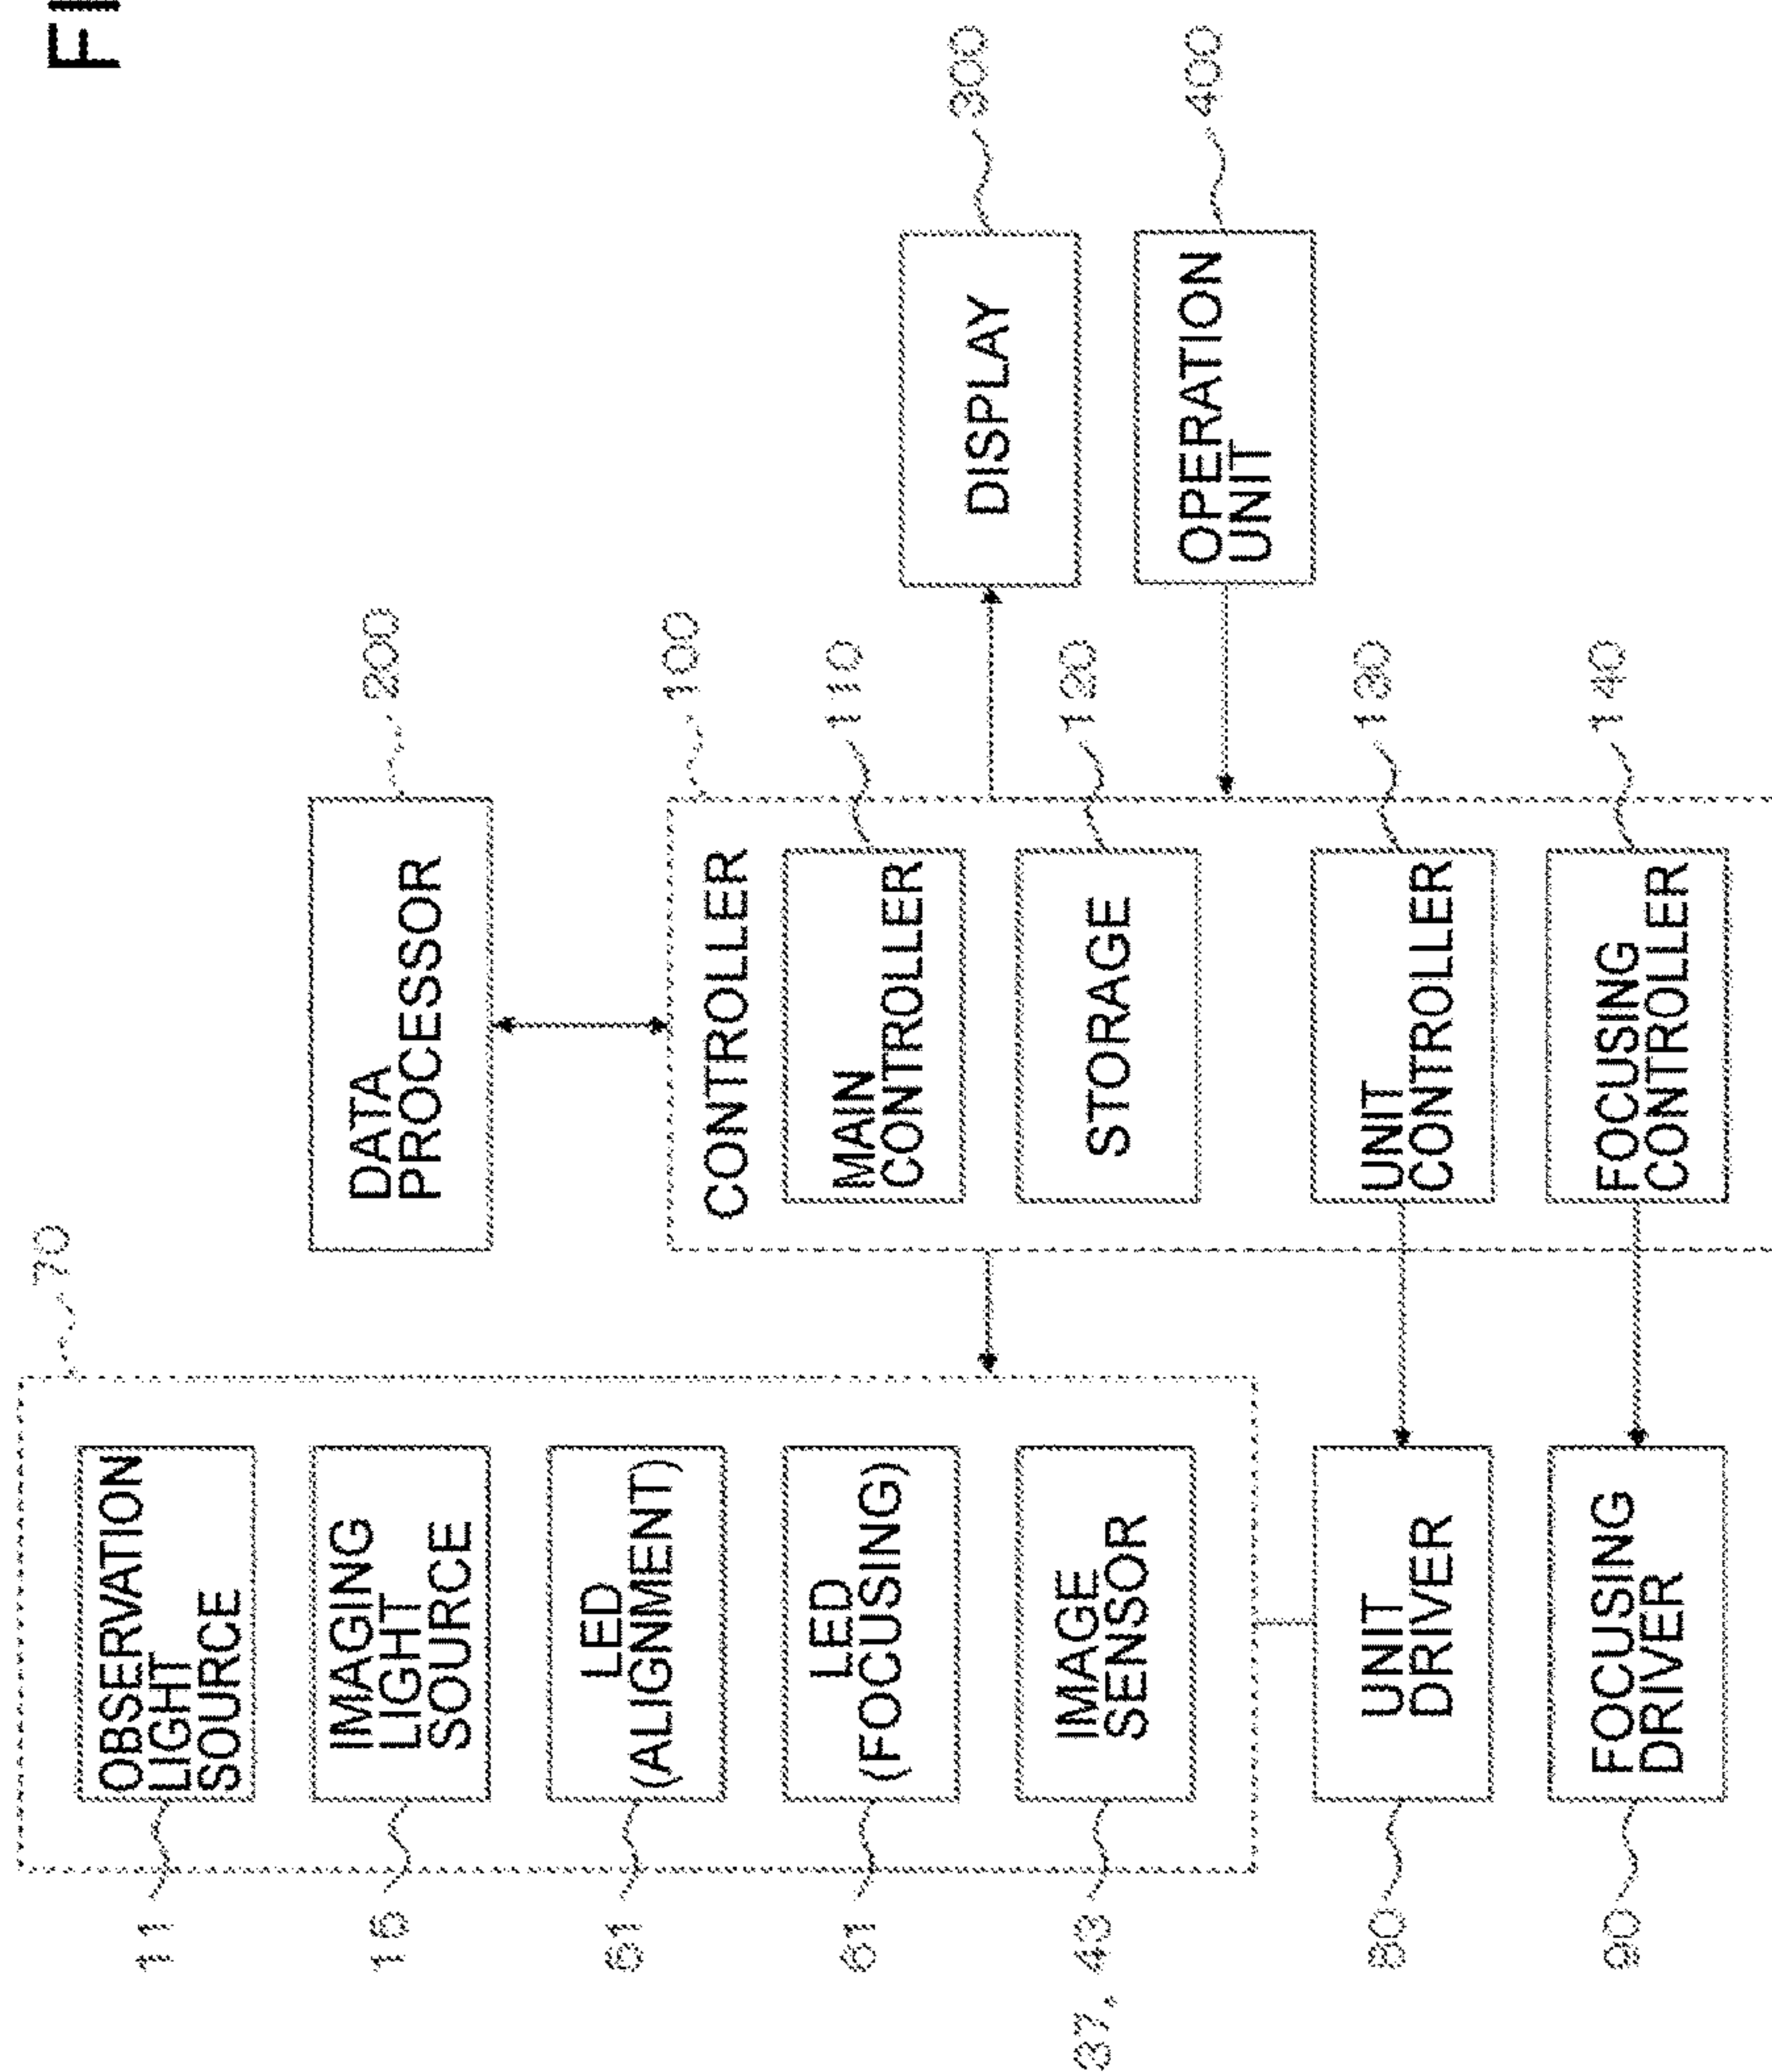 FI
70
11
OBSERVATION
LIGHT
SOURCE
15
IMAGING
LIGHT
SOURCE
51
LED
(ALIGNMENT)
61
LED
(FOCUSING)
37, 43
IMAGE
SENSOR
80
UNIT
DRIVER
90
FOCUSING
DRIVER
200
DATA
PROCESSOR
100
CONTROLLER
110
MAIN
CONTROLLER
120
STORAGE
130
UNIT
CONTROLLER
140
FOCUSING
CONTROLLER
300
DISPLAY
400
OPERATION
UNIT